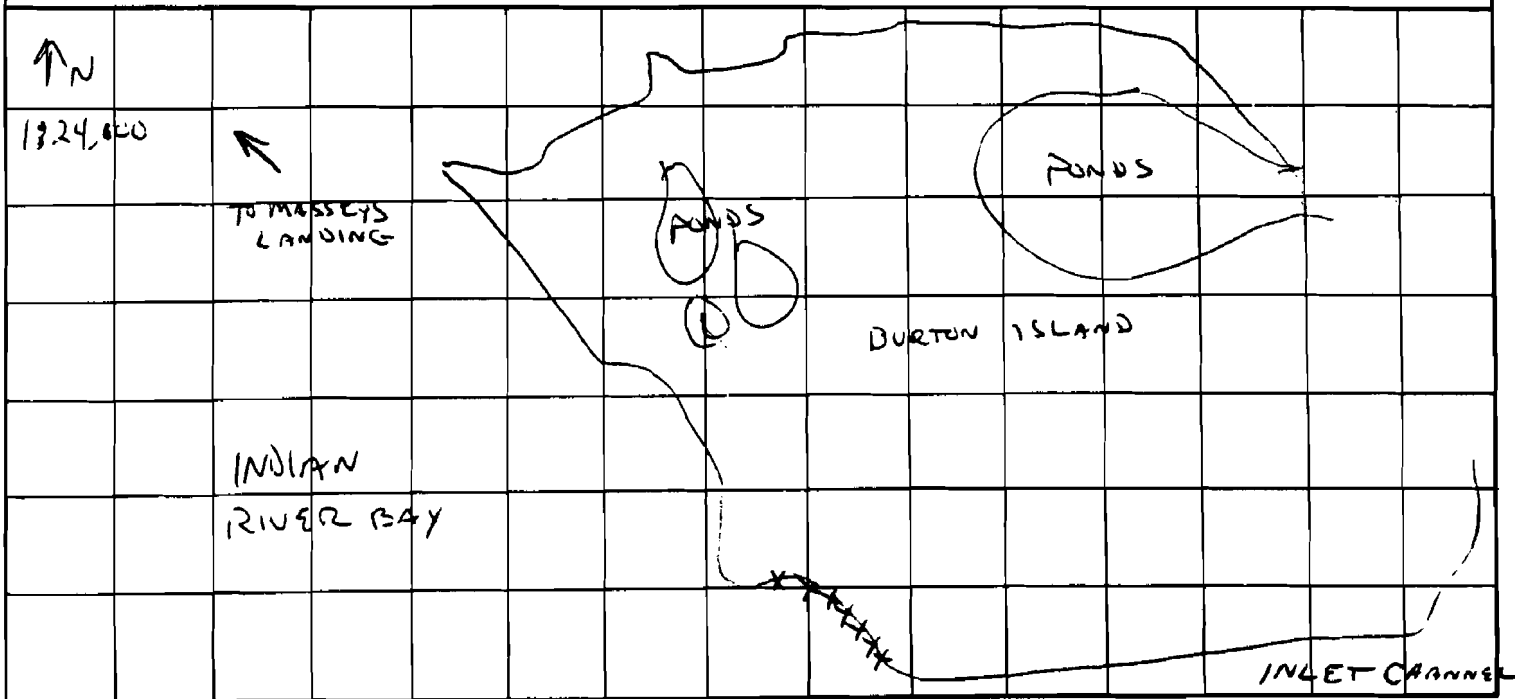 N
1:24,000
TO MASSEYS
LANDING
PONDS
PONDS
BURTON ISLAND
INDIAN
RIVER BAY
INLET CHANNEL